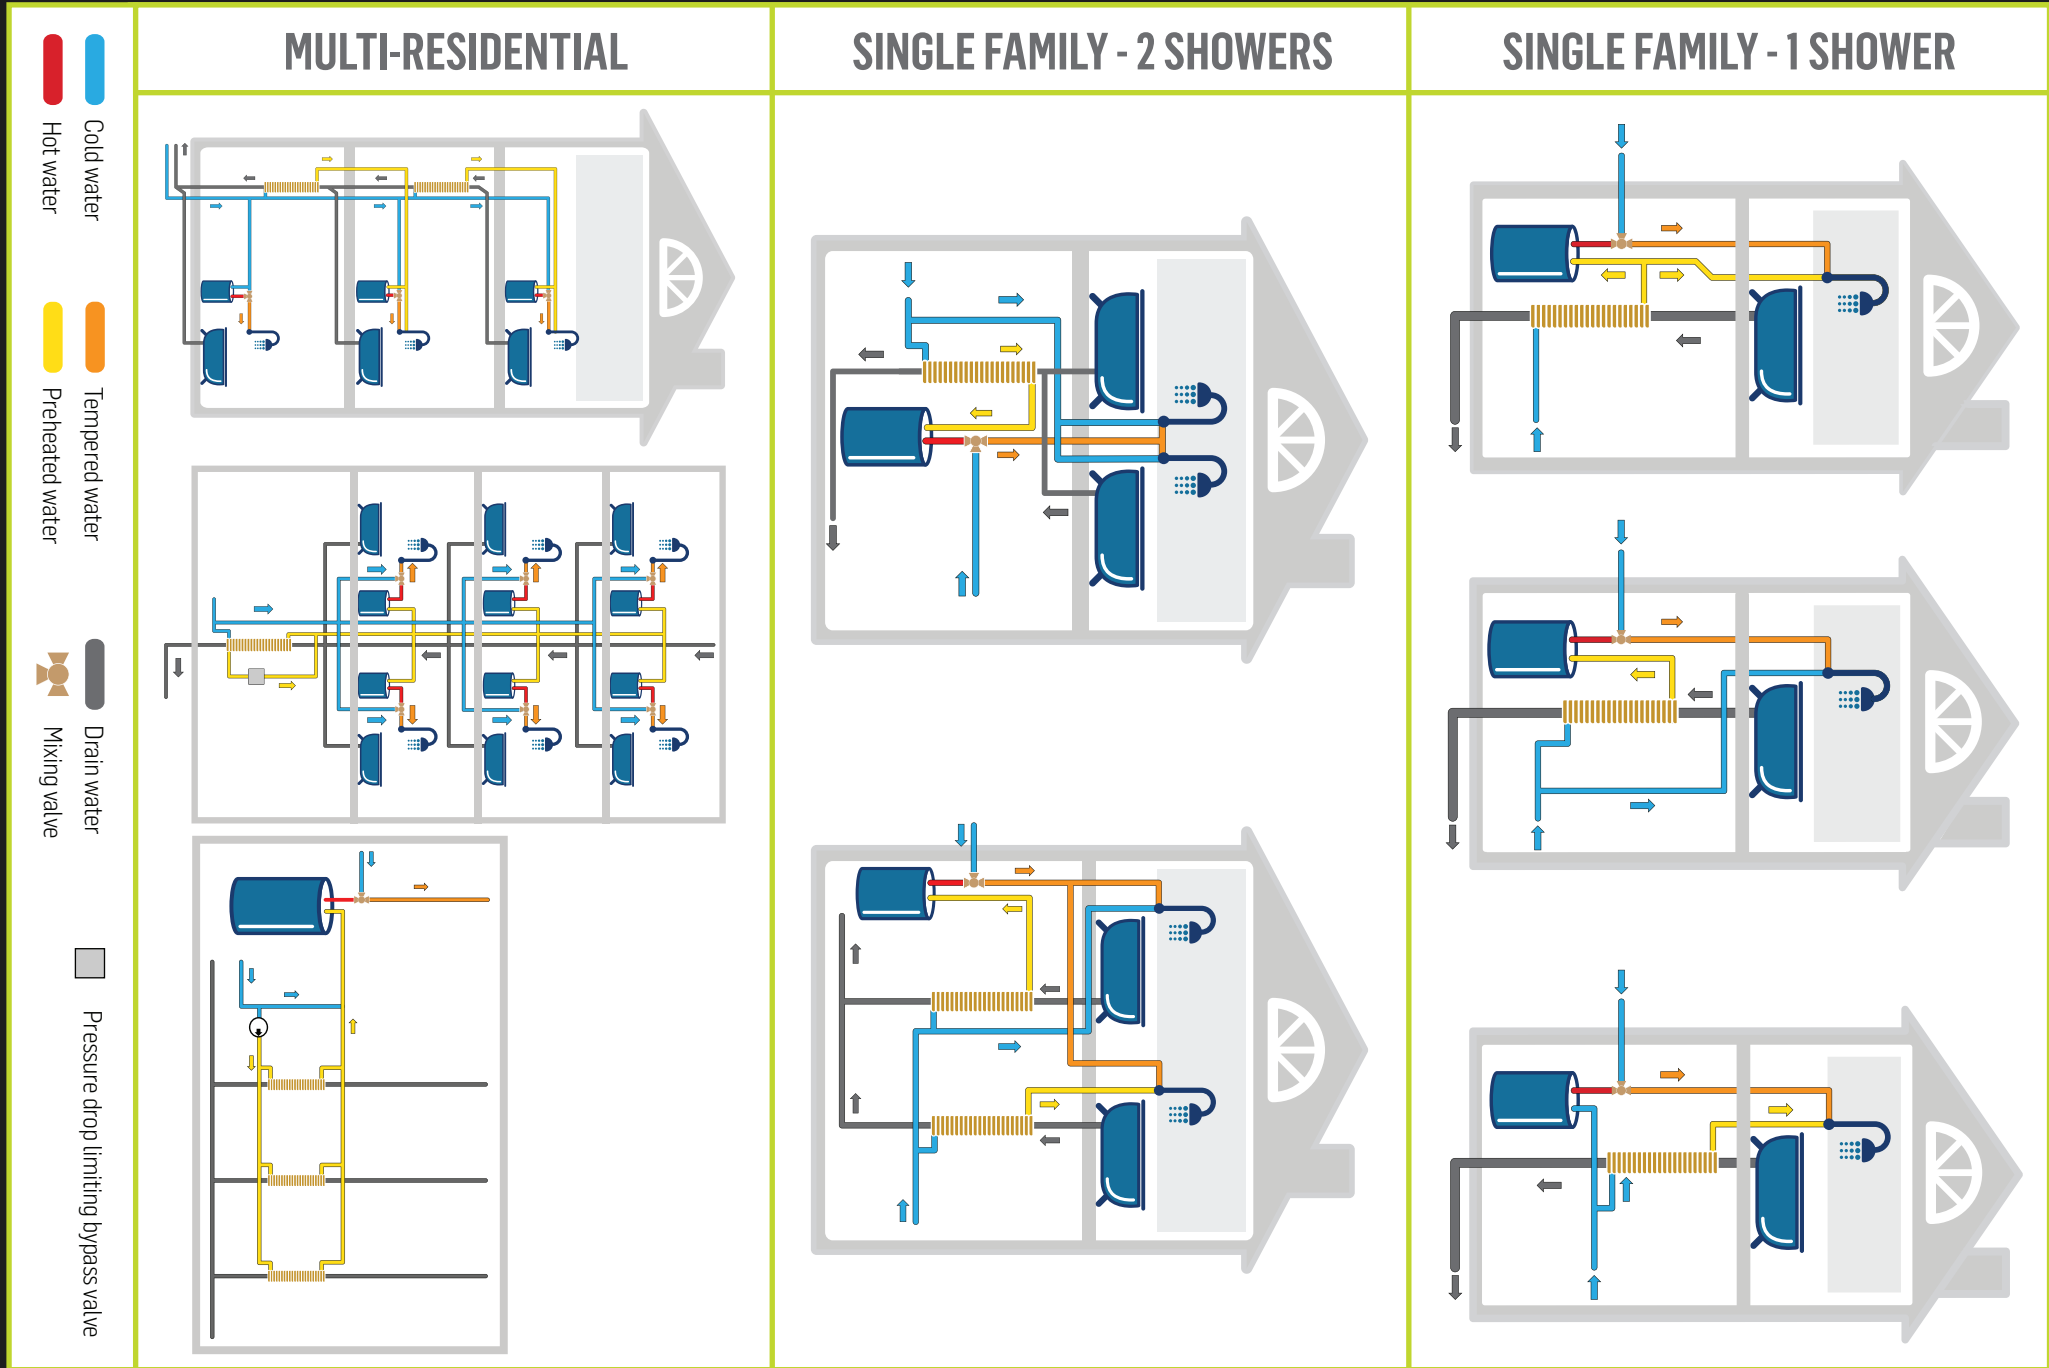 MULTI-RESIDENTIAL
SINGLE FAMILY - 2 SHOWERS
SINGLE FAMILY - 1 SHOWER
Cold water
Hot water
Tempered water
Preheated water
Drain water
Mixing valve
Pressure drop limiting bypass valve